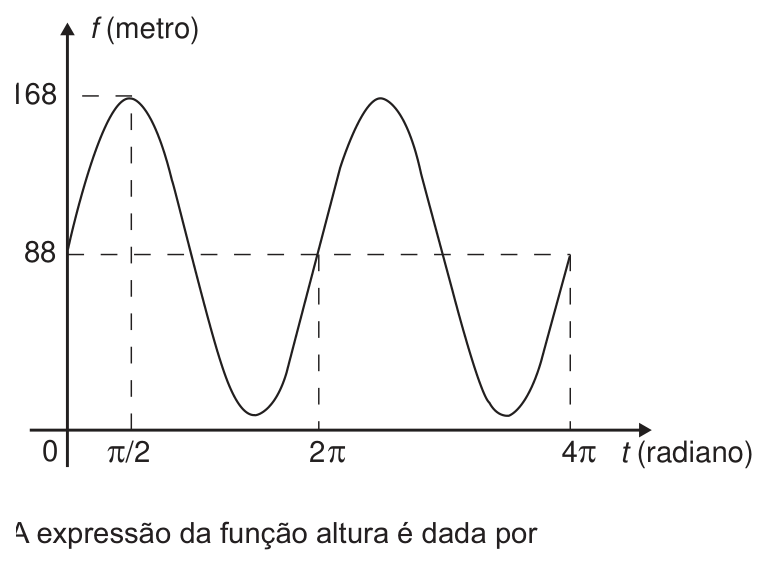 f (metro)
168
88
0 π/2 2π 4π t (radiano)
A expressão da função altura é dada por